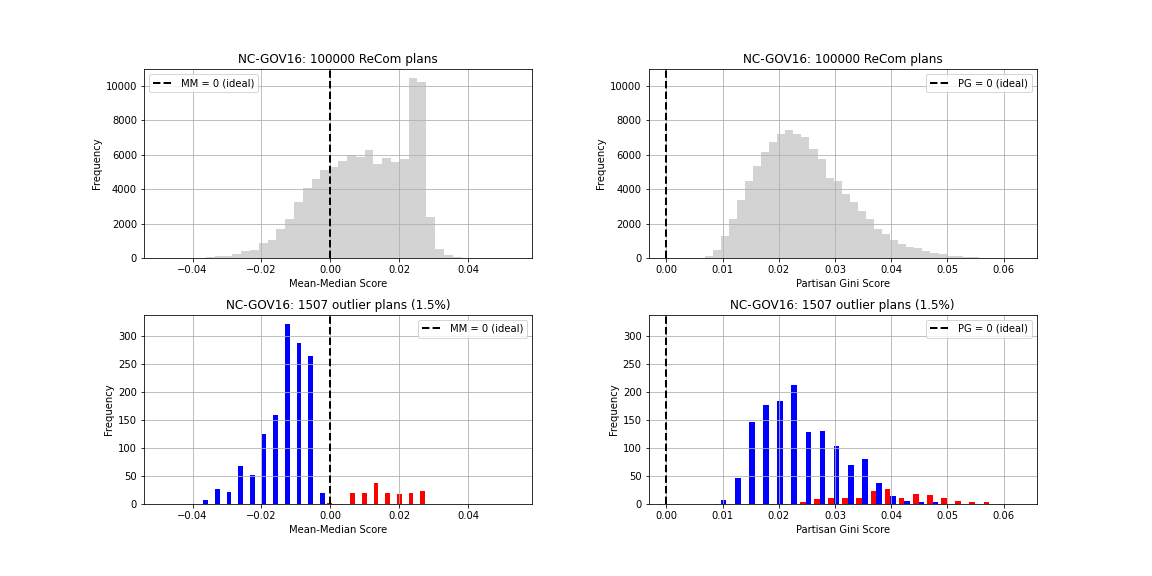 NC-GOV16: 100000 ReCom plans
MM = 0 (ideal)
Frequency
10000
8000
6000
4000
2000
0
−0.04 −0.02 0.00 0.02 0.04
Mean-Median Score
NC-GOV16: 100000 ReCom plans
PG = 0 (ideal)
Frequency
10000
8000
6000
4000
2000
0
0.00 0.01 0.02 0.03 0.04 0.05 0.06
Partisan Gini Score
NC-GOV16: 1507 outlier plans (1.5%)
MM = 0 (ideal)
Frequency
300
250
200
150
100
50
0
−0.04 −0.02 0.00 0.02 0.04
Mean-Median Score
NC-GOV16: 1507 outlier plans (1.5%)
PG = 0 (ideal)
Frequency
300
250
200
150
100
50
0
0.00 0.01 0.02 0.03 0.04 0.05 0.06
Partisan Gini Score